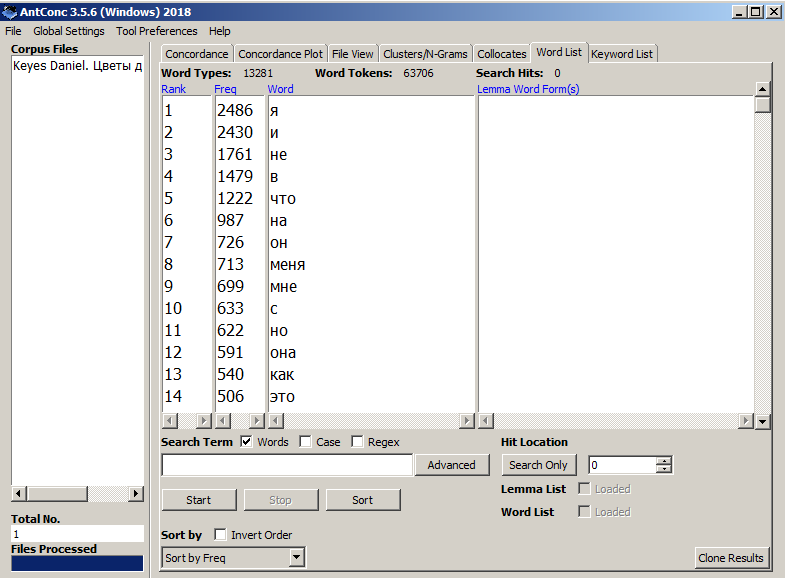 AntConc 3.5.6 (Windows) 2018
File Global Settings Tool Preferences Help
Corpus Files
Keyes Daniel. Цветы д
Concordance Concordance Plot File View Clusters/N-Grams Collocates Word List Keyword List
Word Types: 13281 Word Tokens: 63706 Search Hits: 0
Rank Freq Word Lemma Word Form(s)
1 2486 я
2 2430 и
3 1761 не
4 1479 в
5 1222 что
6 987 на
7 726 он
8 713 меня
9 699 мне
10 633 с
11 622 но
12 591 она
13 540 как
14 506 это
Search Term Words Case Regex Hit Location
Advanced Search Only 0
Start Stop Sort Lemma List Loaded
Word List Loaded
Total No.
1
Files Processed
Sort by Invert Order
Sort by Freq Clone Results